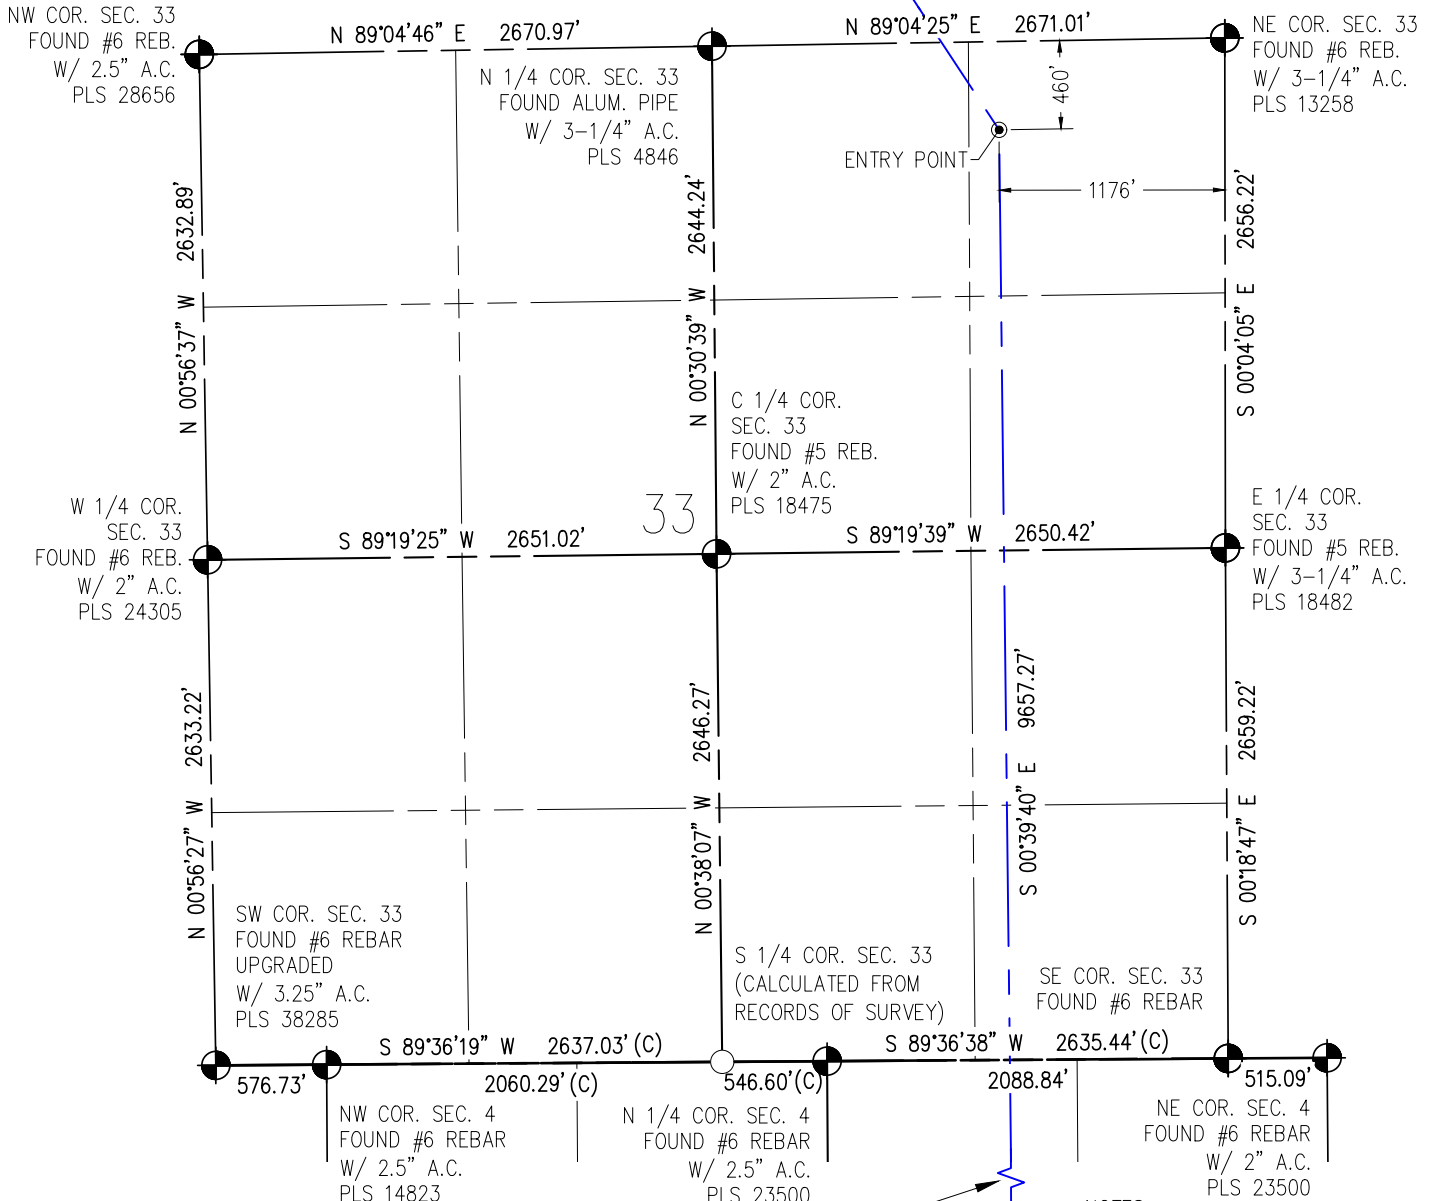 NW COR. SEC. 33
FOUND #6 REB.
W/ 2.5" A.C.
PLS 28656
N 89°04'46" E 2670.97'
N 1/4 COR. SEC. 33
FOUND ALUM. PIPE
W/ 3-1/4" A.C.
PLS 4846
N 89°04'25" E 2671.01'
NE COR. SEC. 33
FOUND #6 REB.
W/ 3-1/4" A.C.
PLS 13258
460'
ENTRY POINT
1176'
N 00°56'37" W 2632.89'
N 00°30'39" W 2644.24'
S 00°04'05" E 2656.22'
C 1/4 COR.
SEC. 33
FOUND #5 REB.
W/ 2" A.C.
PLS 18475
33
W 1/4 COR.
SEC. 33
FOUND #6 REB.
W/ 2" A.C.
PLS 24305
S 89°19'25" W 2651.02'
S 89°19'39" W 2650.42'
E 1/4 COR.
SEC. 33
FOUND #5 REB.
W/ 3-1/4" A.C.
PLS 18482
N 00°56'27" W 2633.22'
N 00°38'07" W 2646.27'
S 00°39'40" E 9657.27'
S 00°18'47" E 2659.22'
SW COR. SEC. 33
FOUND #6 REBAR
UPGRADED
W/ 3.25" A.C.
PLS 38285
S 1/4 COR. SEC. 33
(CALCULATED FROM
RECORDS OF SURVEY)
SE COR. SEC. 33
FOUND #6 REBAR
S 89°36'19" W 2637.03'(C)
S 89°36'38" W 2635.44'(C)
576.73'
2060.29'(C)
546.60'(C)
2088.84'
515.09'
NW COR. SEC. 4
FOUND #6 REBAR
W/ 2.5" A.C.
PLS 14823
N 1/4 COR. SEC. 4
FOUND #6 REBAR
W/ 2.5" A.C.
PLS 23500
NE COR. SEC. 4
FOUND #6 REBAR
W/ 2" A.C.
PLS 23500